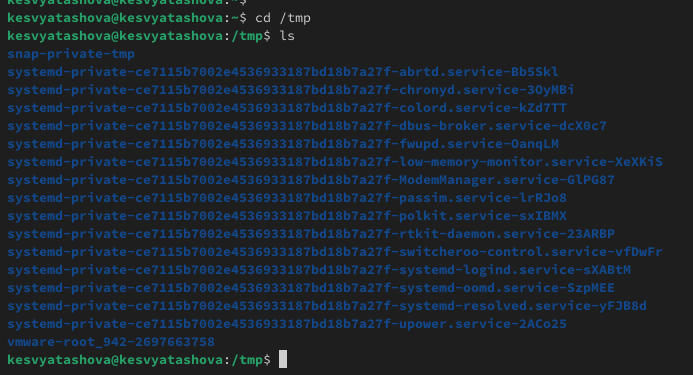 kesvyatashova@kesvyatashova:~$
kesvyatashova@kesvyatashova:~$ cd /tmp
kesvyatashova@kesvyatashova:/tmp$ ls
snap-private-tmp
systemd-private-ce7115b7002e4536933187bd18b7a27f-abrtd.service-Bb5Skl
systemd-private-ce7115b7002e4536933187bd18b7a27f-chronyd.service-3OyMBi
systemd-private-ce7115b7002e4536933187bd18b7a27f-colord.service-kZd7TT
systemd-private-ce7115b7002e4536933187bd18b7a27f-dbus-broker.service-dcX0c7
systemd-private-ce7115b7002e4536933187bd18b7a27f-fwupd.service-OanqLM
systemd-private-ce7115b7002e4536933187bd18b7a27f-low-memory-monitor.service-XeXKiS
systemd-private-ce7115b7002e4536933187bd18b7a27f-ModemManager.service-GlPG87
systemd-private-ce7115b7002e4536933187bd18b7a27f-passim.service-lrRJo8
systemd-private-ce7115b7002e4536933187bd18b7a27f-polkit.service-sxIBMX
systemd-private-ce7115b7002e4536933187bd18b7a27f-rtkit-daemon.service-23ARBP
systemd-private-ce7115b7002e4536933187bd18b7a27f-switcheroo-control.service-vfDwFr
systemd-private-ce7115b7002e4536933187bd18b7a27f-systemd-logind.service-sXABtM
systemd-private-ce7115b7002e4536933187bd18b7a27f-systemd-oomd.service-SzpMEE
systemd-private-ce7115b7002e4536933187bd18b7a27f-systemd-resolved.service-yFJB8d
systemd-private-ce7115b7002e4536933187bd18b7a27f-upower.service-2ACo25
vmware-root_942-2697663758
kesvyatashova@kesvyatashova:/tmp$